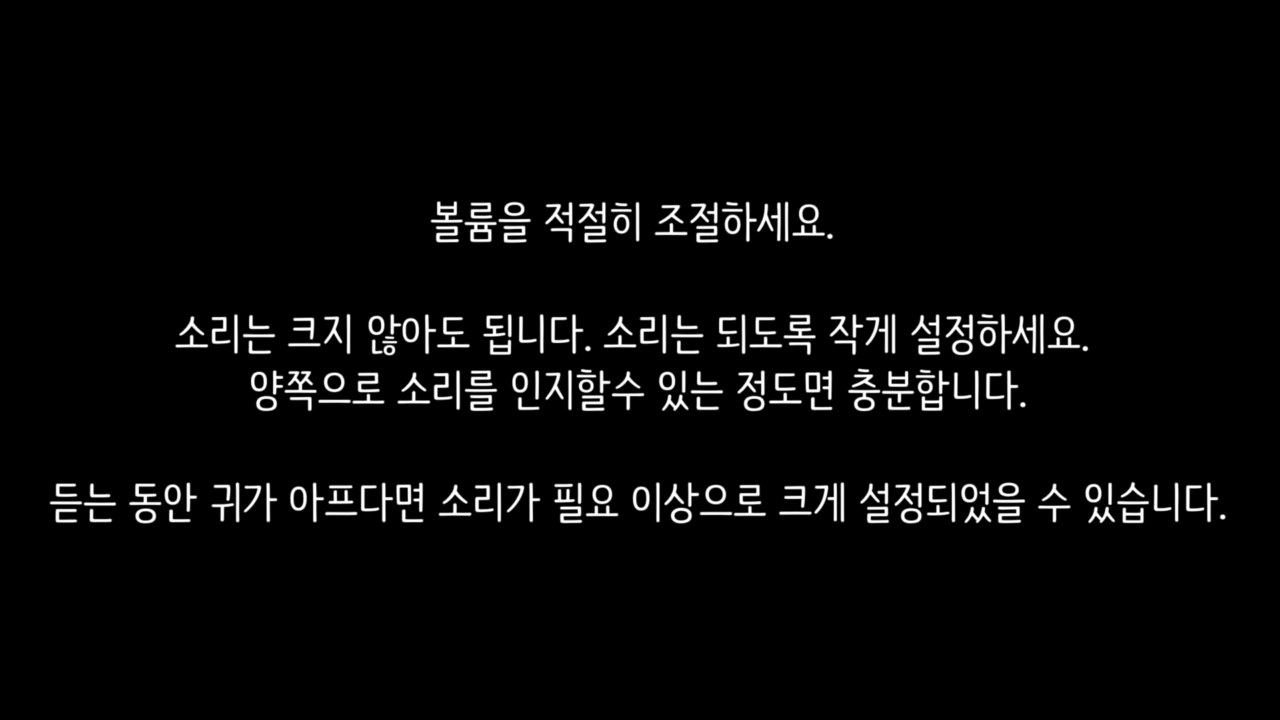 볼륨을 적절히 조절하세요.
소리는 크지 않아도 됩니다. 소리는 되도록 작게 설정하세요.
양쪽으로 소리를 인지할수 있는 정도면 충분합니다.
듣는 동안 귀가 아프다면 소리가 필요 이상으로 크게 설정되었을 수 있습니다.